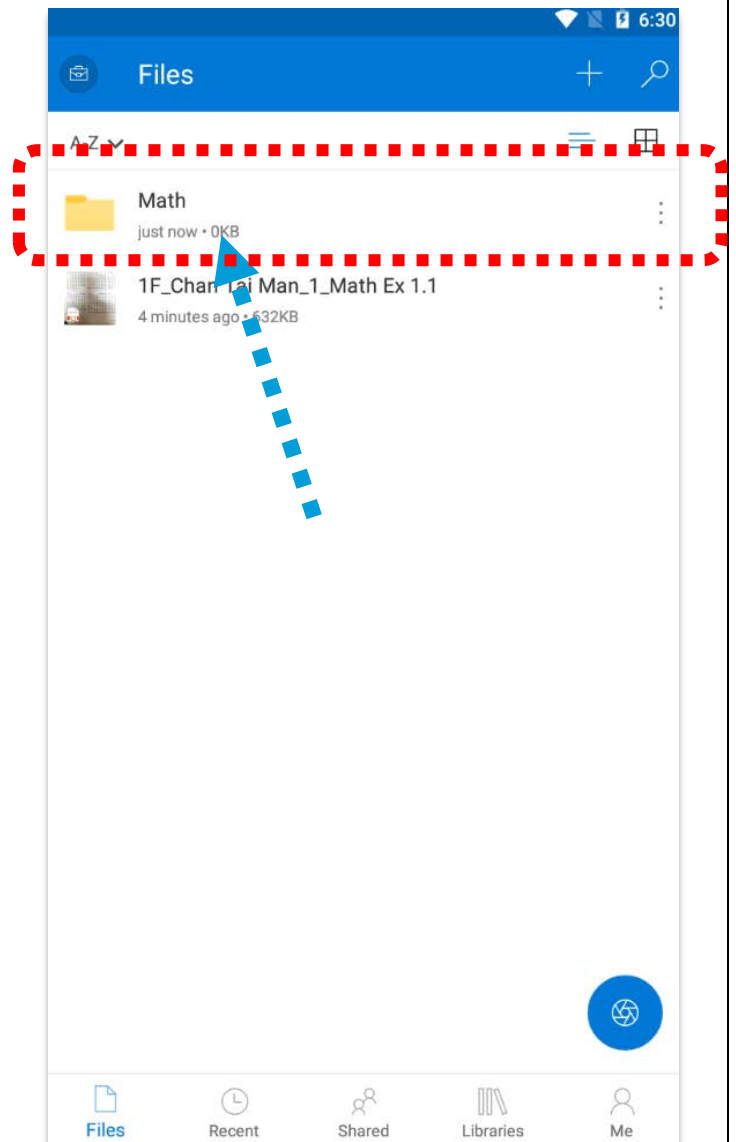 6:30
Files
A-Z
Math
just now • 0KB
1F_Chan Tai Man_1_Math Ex 1.1
4 minutes ago • 632KB
Files
Recent
Shared
Libraries
Me